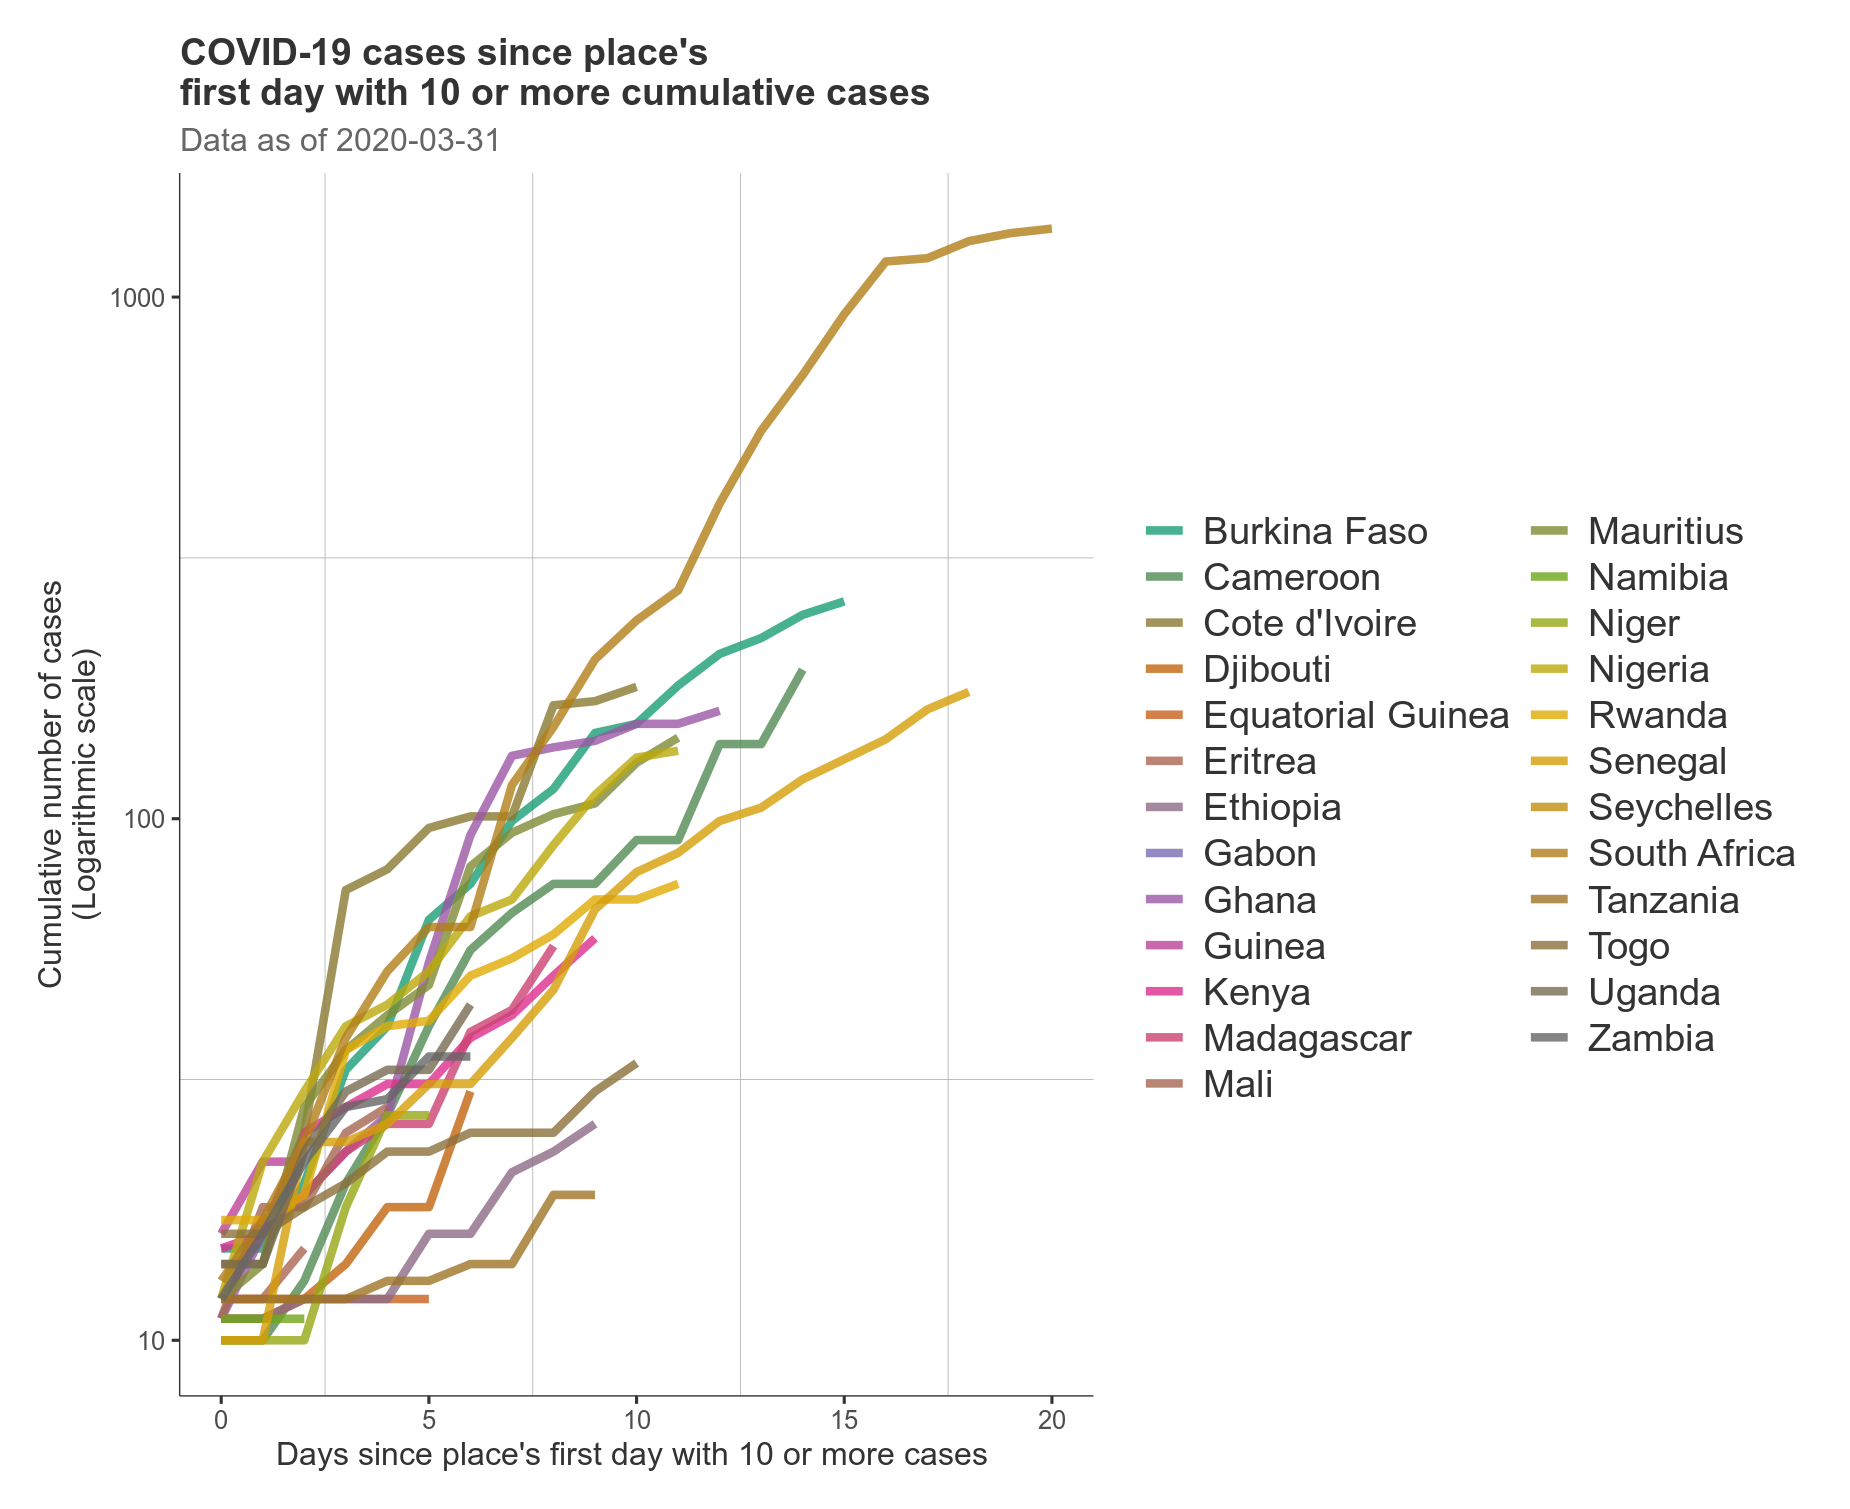 COVID-19 cases since place's
first day with 10 or more cumulative cases
Data as of 2020-03-31
Cumulative number of cases
(Logarithmic scale)
1000
100
10
0
5
10
15
20
Days since place's first day with 10 or more cases
Burkina Faso
Cameroon
Cote d'Ivoire
Djibouti
Equatorial Guinea
Eritrea
Ethiopia
Gabon
Ghana
Guinea
Kenya
Madagascar
Mali
Mauritius
Namibia
Niger
Nigeria
Rwanda
Senegal
Seychelles
South Africa
Tanzania
Togo
Uganda
Zambia